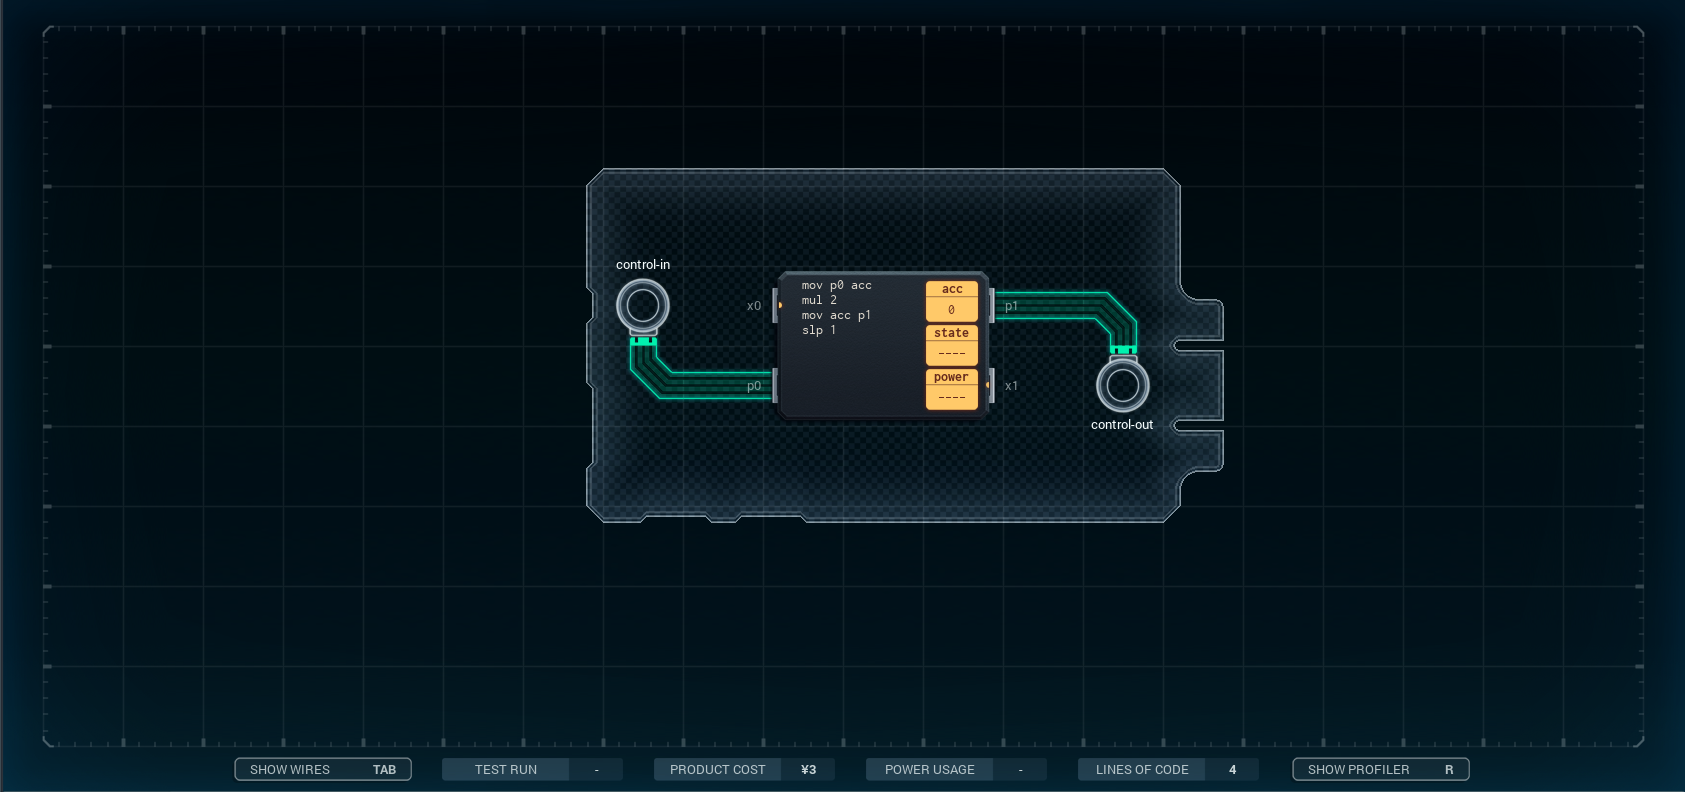 control-in
x0
p0
mov p0 acc
mul 2
mov acc p1
slp 1
acc
0
state
----
power
----
p1
x1
control-out
SHOW WIRES TAB
TEST RUN -
PRODUCT COST ¥3
POWER USAGE -
LINES OF CODE 4
SHOW PROFILER R